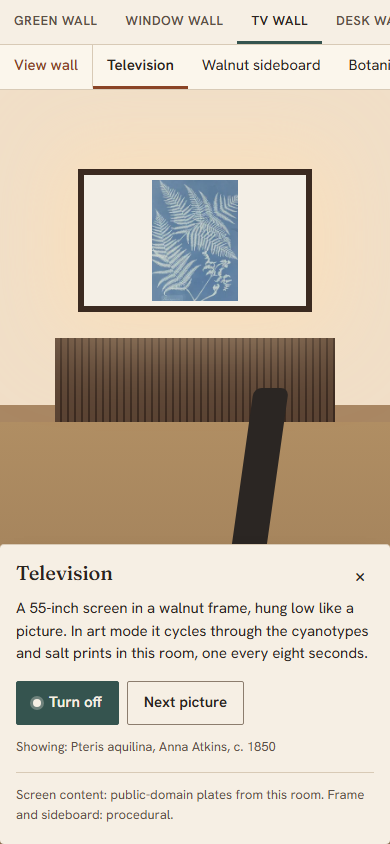 GREEN WALL WINDOW WALL TV WALL DESK WA
View wall Television Walnut sideboard Botani
Television ×
A 55-inch screen in a walnut frame, hung low like a
picture. In art mode it cycles through the cyanotypes
and salt prints in this room, one every eight seconds.
Turn off Next picture
Showing: Pteris aquilina, Anna Atkins, c. 1850
Screen content: public-domain plates from this room. Frame
and sideboard: procedural.